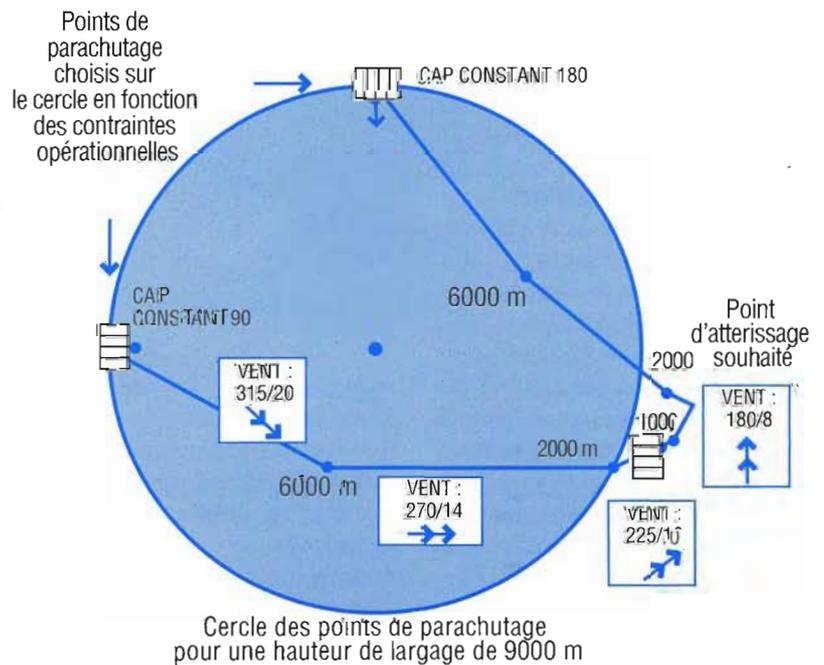 Points de
parachutage
choisis sur
le cercle en fonction
des contraintes
opérationnelles
CAP CONSTANT 180
CAP
CONSTANT 90
6000 m
Point
d'atterissage
souhaité
2000
VENT :
315/20
VENT :
180/8
1000
2000 m
6000 m
VENT :
270/14
VENT :
225/10
Cercle des points de parachutage
pour une hauteur de largage de 9000 m